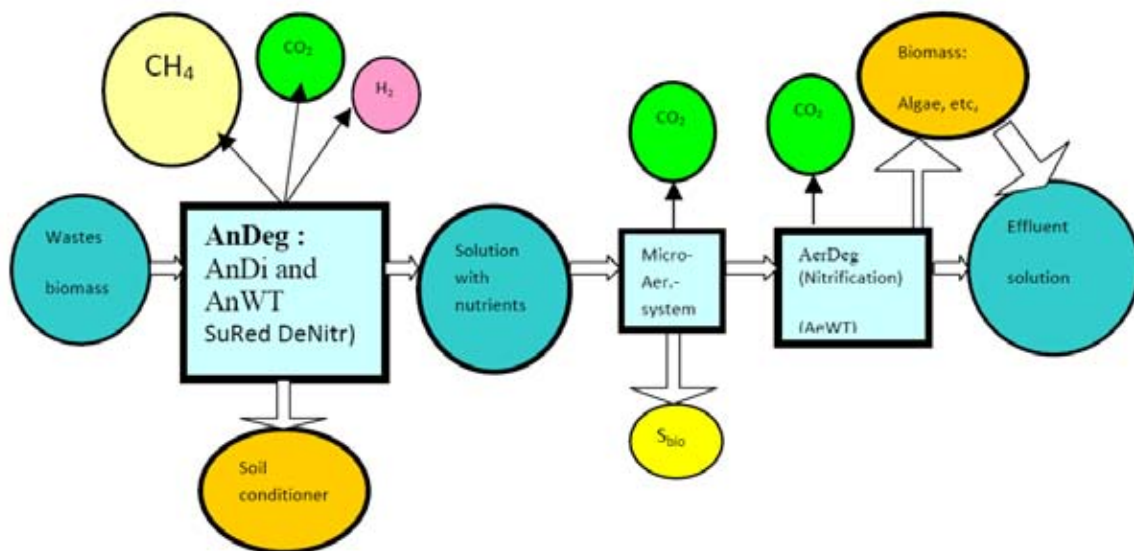 CH4
CO2
H2
CO2
CO2
Biomass:
Algae, etc,
Wastes
biomass
AnDeg :
AnDi and
AnWT
SuRed DeNitr)
Solution
with
nutrients
Micro-
Aer.-
system
AerDeg
(Nitrification)
(AeWT)
Effluent
solution
Sbio
Soil
conditioner